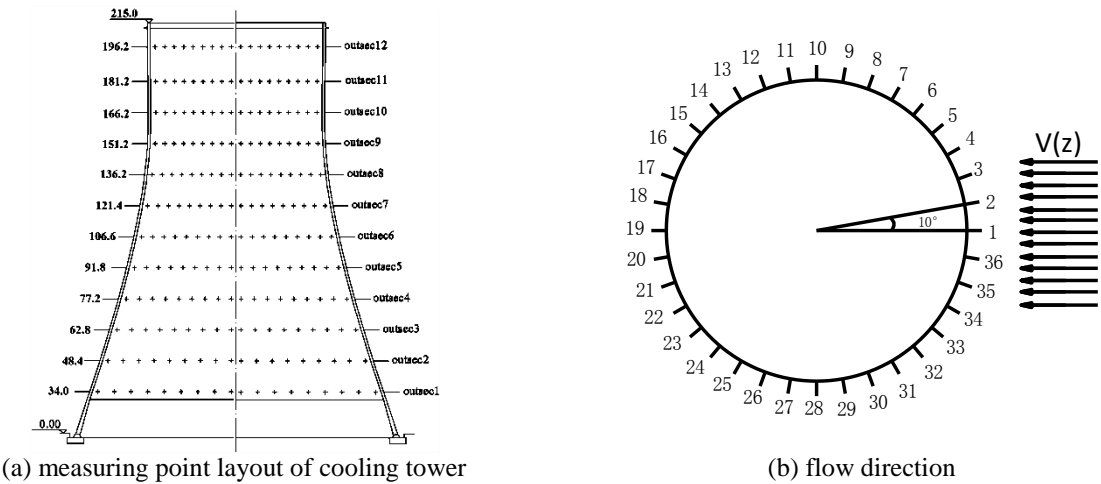 215.0
196.2 outsec12
181.2 outsec11
166.2 outsec10
151.2 outsec9
136.2 outsec8
121.4 outsec7
106.6 outsec6
91.8 outsec5
77.2 outsec4
62.8 outsec3
48.4 outsec2
34.0 outsec1
0.00
(a) measuring point layout of cooling tower
10
11
9
12
8
13
7
14
6
15
5
16
4
17
3
18
2
19
10°
1
20
36
21
35
22
34
23
33
24
32
25
31
26
30
27
29
28
V(z)
(b) flow direction